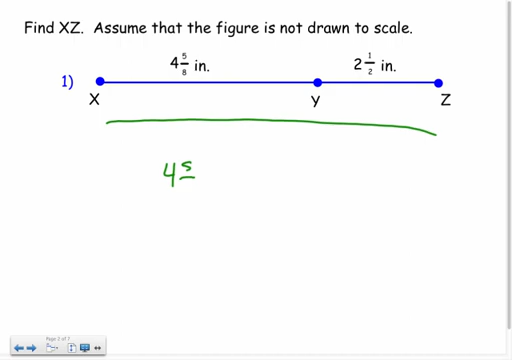 Find XZ. Assume that the figure is not drawn to scale.
4 5/8 in. 2 1/2 in.
1)
X Y Z
4 5
Page 2 of 7